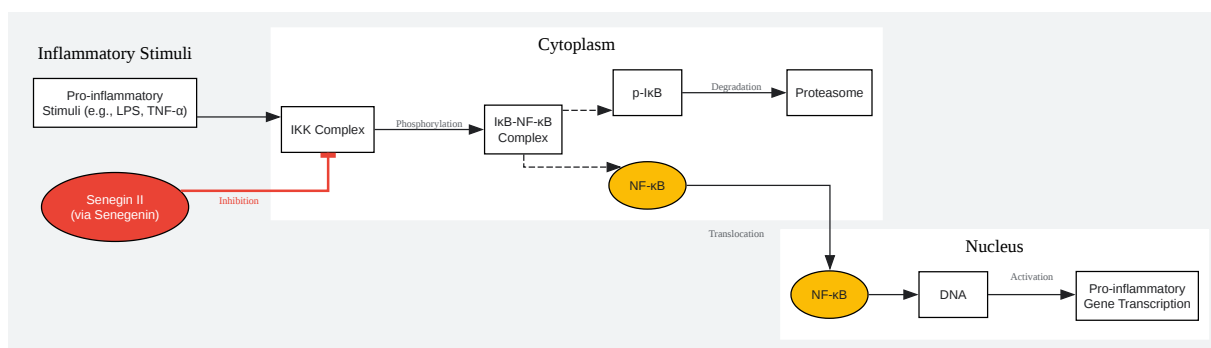 Inflammatory Stimuli
Pro-inflammatory
Stimuli (e.g., LPS, TNF-α)
Senegin II
(via Senegenin)
Inhibition
Cytoplasm
IKK Complex
Phosphorylation
IκB-NF-κB
Complex
p-IκB
Degradation
Proteasome
NF-κB
Translocation
Nucleus
NF-κB
DNA
Activation
Pro-inflammatory
Gene Transcription